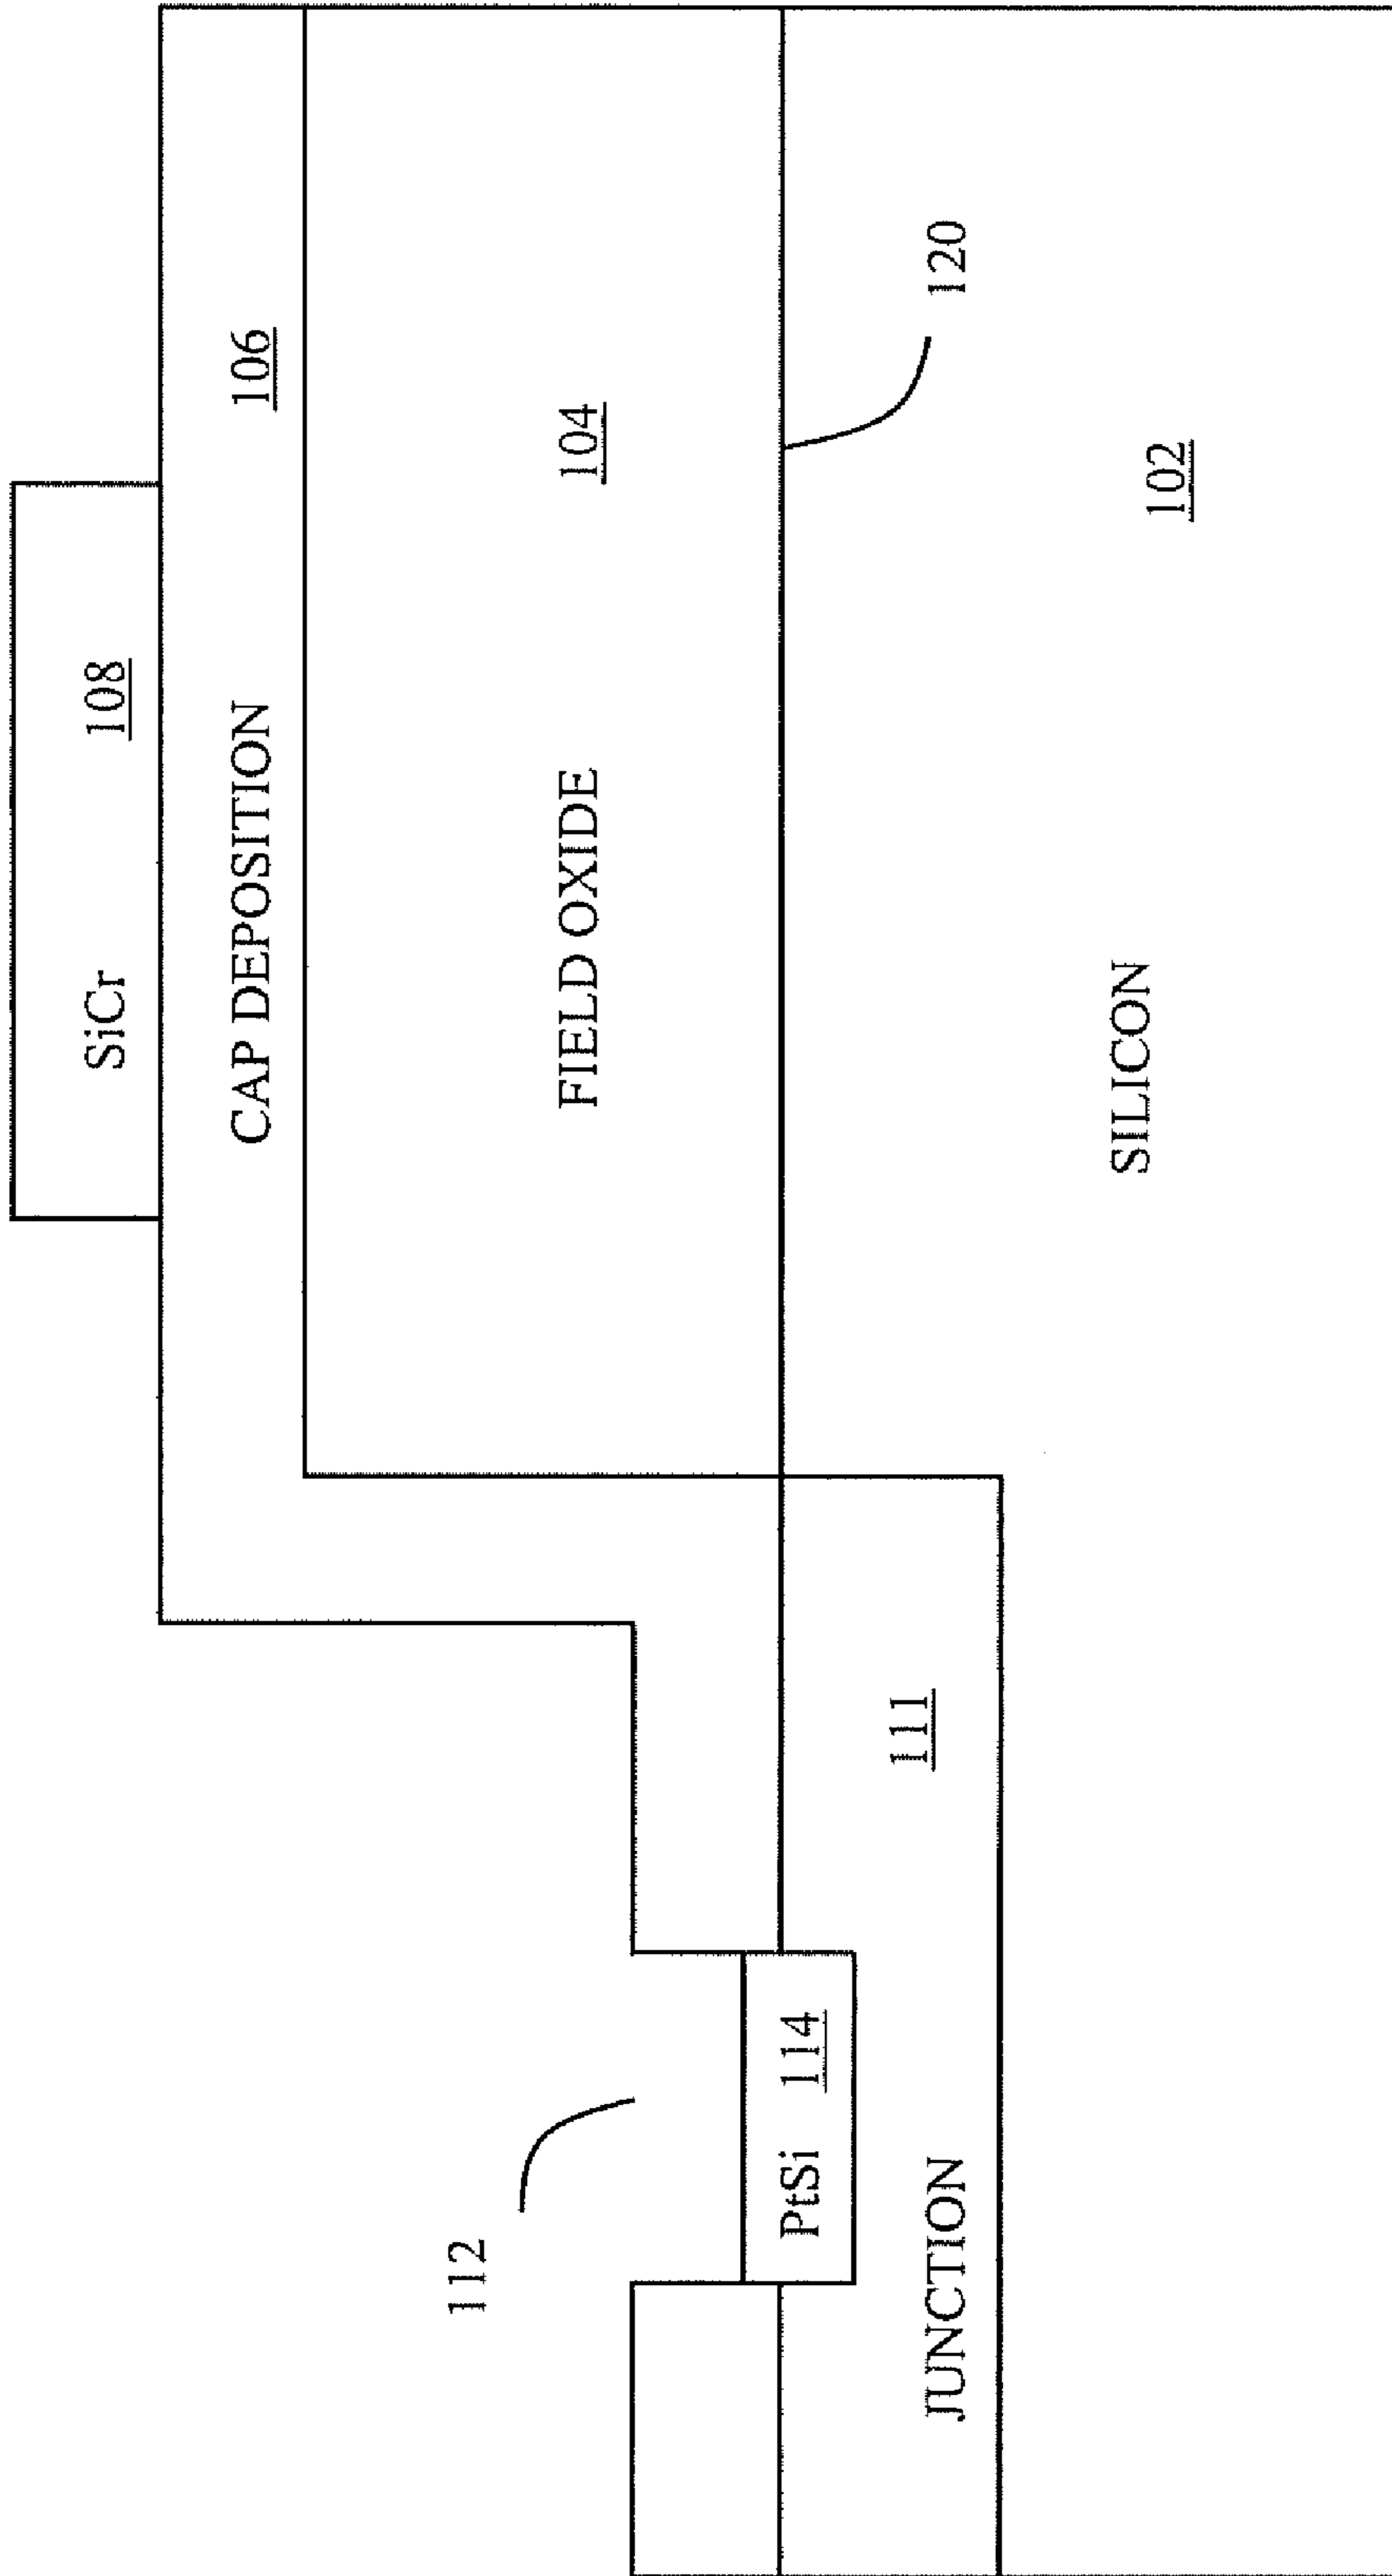 SiCr 108
CAP DEPOSITION 106
FIELD OXIDE 104
112
PtSi 114
111
120
JUNCTION
SILICON 102